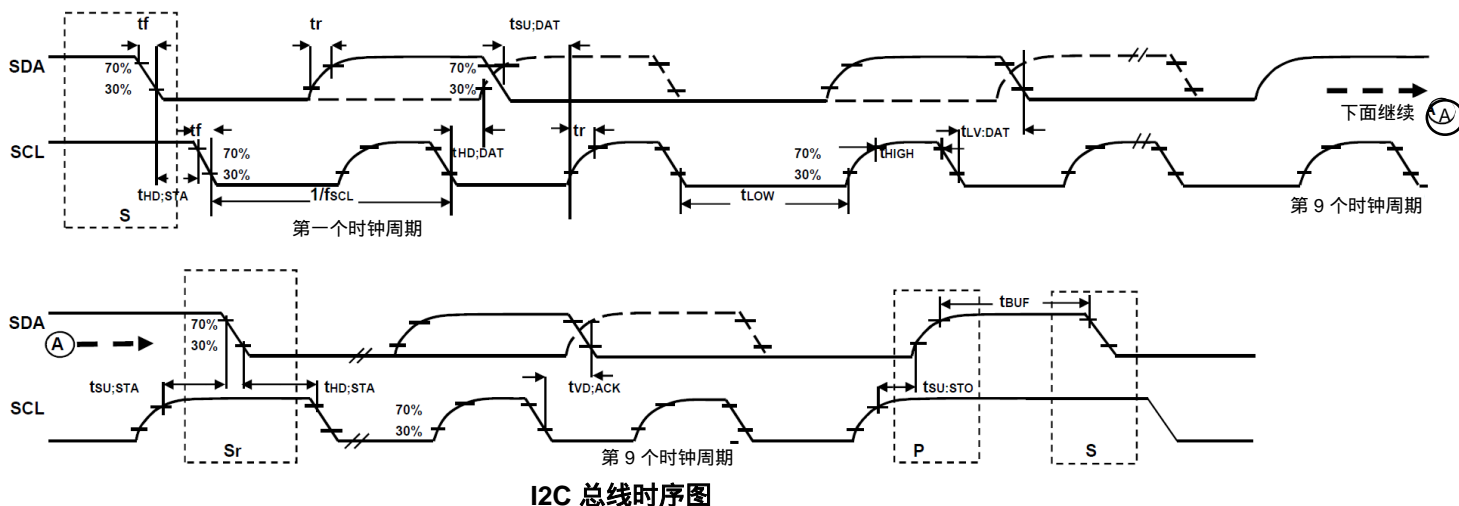 tf
tr
tSU;DAT
SDA
70%
30%
70%
30%
下面继续
A
tf
tHD;DAT
tr
tLV:DAT
SCL
70%
30%
70%
30%
tHIGH
tHD;STA
1/fSCL
tLOW
S
第一个时钟周期
第 9 个时钟周期
SDA
70%
30%
tBUF
A
tSU;STA
tHD;STA
tVD;ACK
tSU:STO
SCL
70%
30%
Sr
第 9 个时钟周期
P
S
I2C 总线时序图